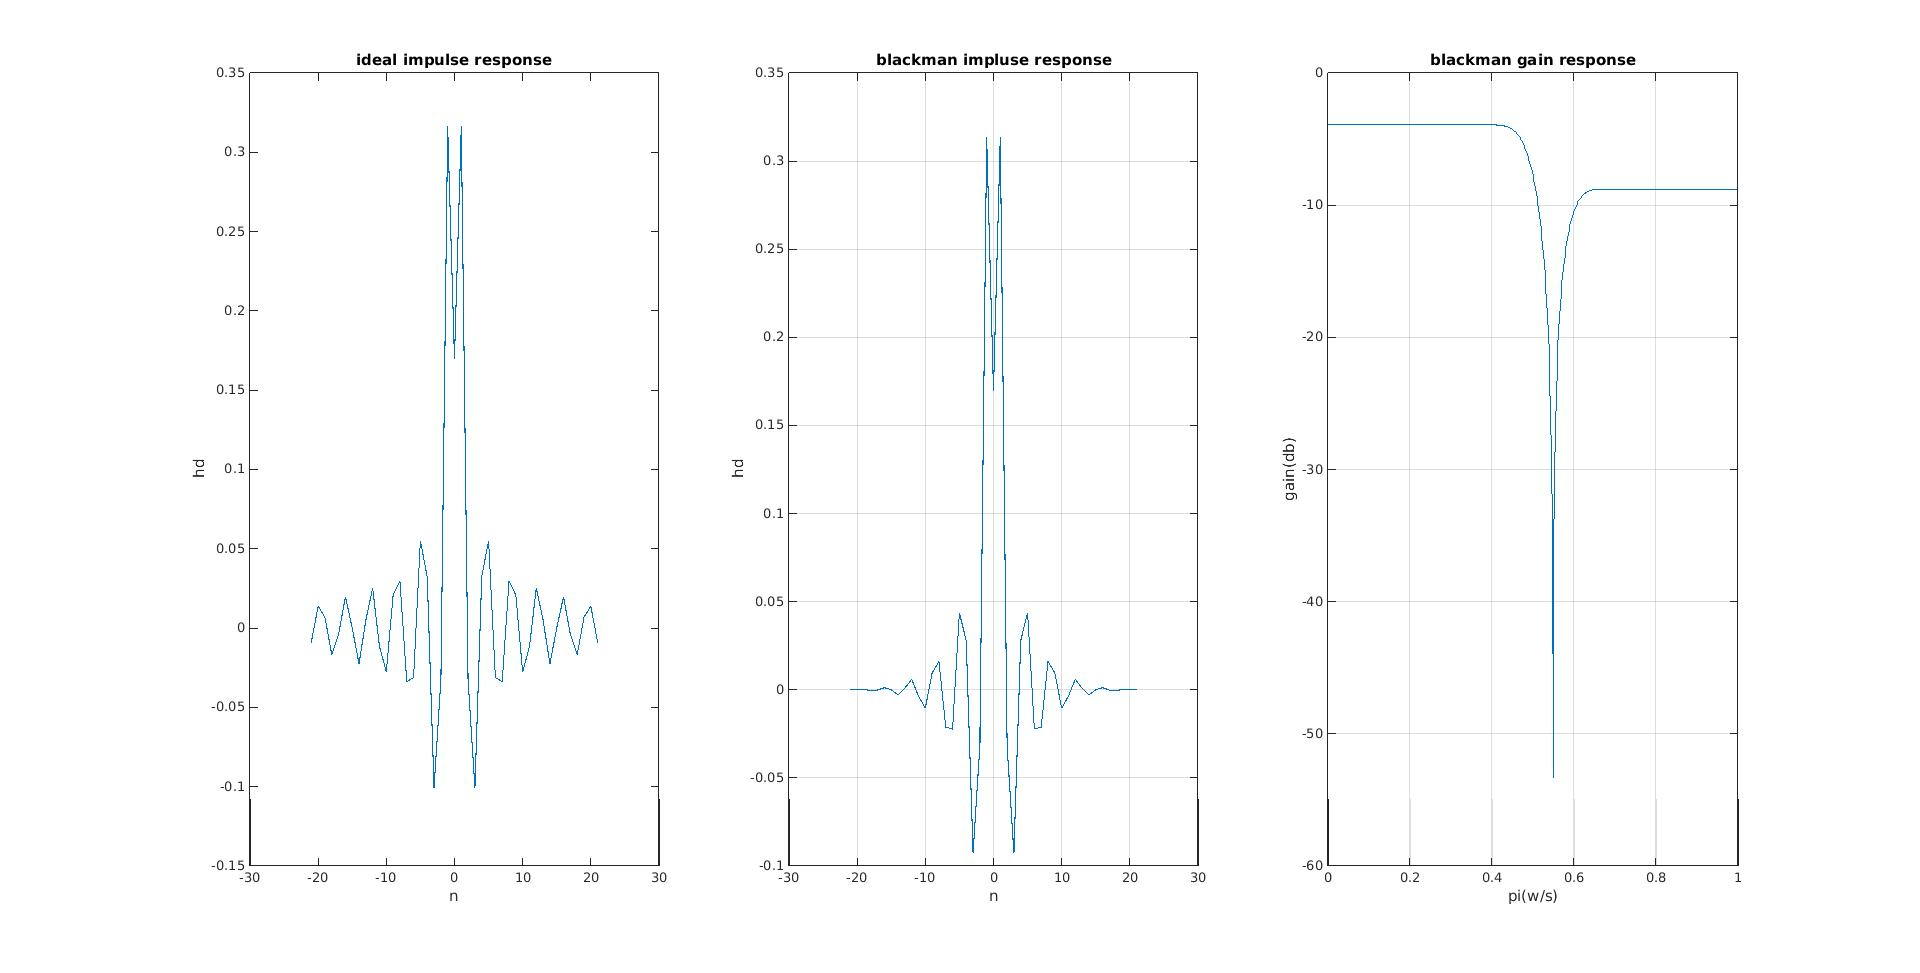 ideal impulse response
0.35
0.3
0.25
0.2
0.15
0.1
0.05
0
-0.05
-0.1
-0.15
hd
-30 -20 -10 0 10 20 30
n
blackman impluse response
0.35
0.3
0.25
0.2
0.15
0.1
0.05
0
-0.05
-0.1
hd
-30 -20 -10 0 10 20 30
n
blackman gain response
0
-10
-20
-30
-40
-50
-60
gain(db)
0 0.2 0.4 0.6 0.8 1
pi(w/s)